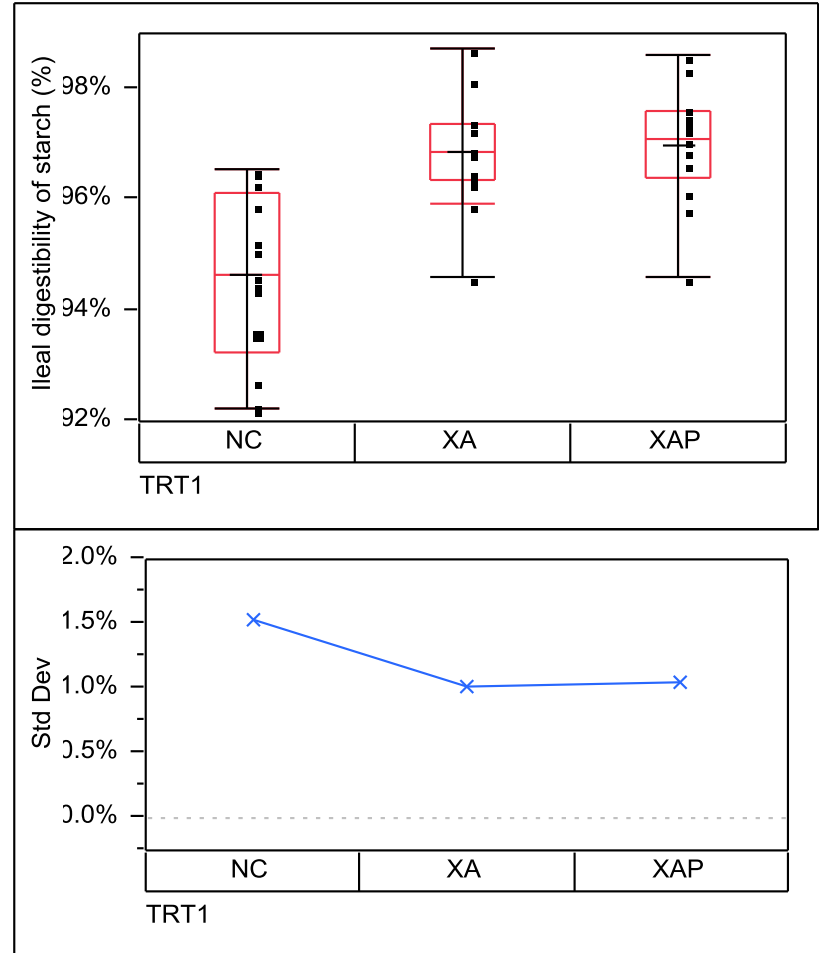 Ileal digestibility of starch (%)
98%
96%
94%
92%
NC XA XAP
TRT1
Std Dev
2.0%
1.5%
1.0%
0.5%
0.0%
NC XA XAP
TRT1